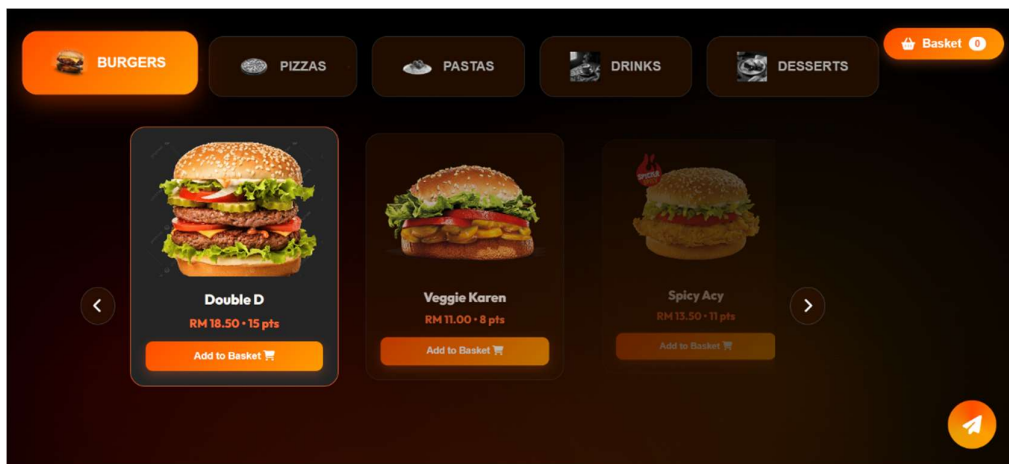 BURGERS
PIZZAS
PASTAS
DRINKS
DESSERTS
Basket 0
Double D
RM 18.50 • 15 pts
Add to Basket
Veggie Karen
RM 11.00 • 8 pts
Add to Basket
SPICY
Spicy Acy
RM 13.50 • 11 pts
Add to Basket